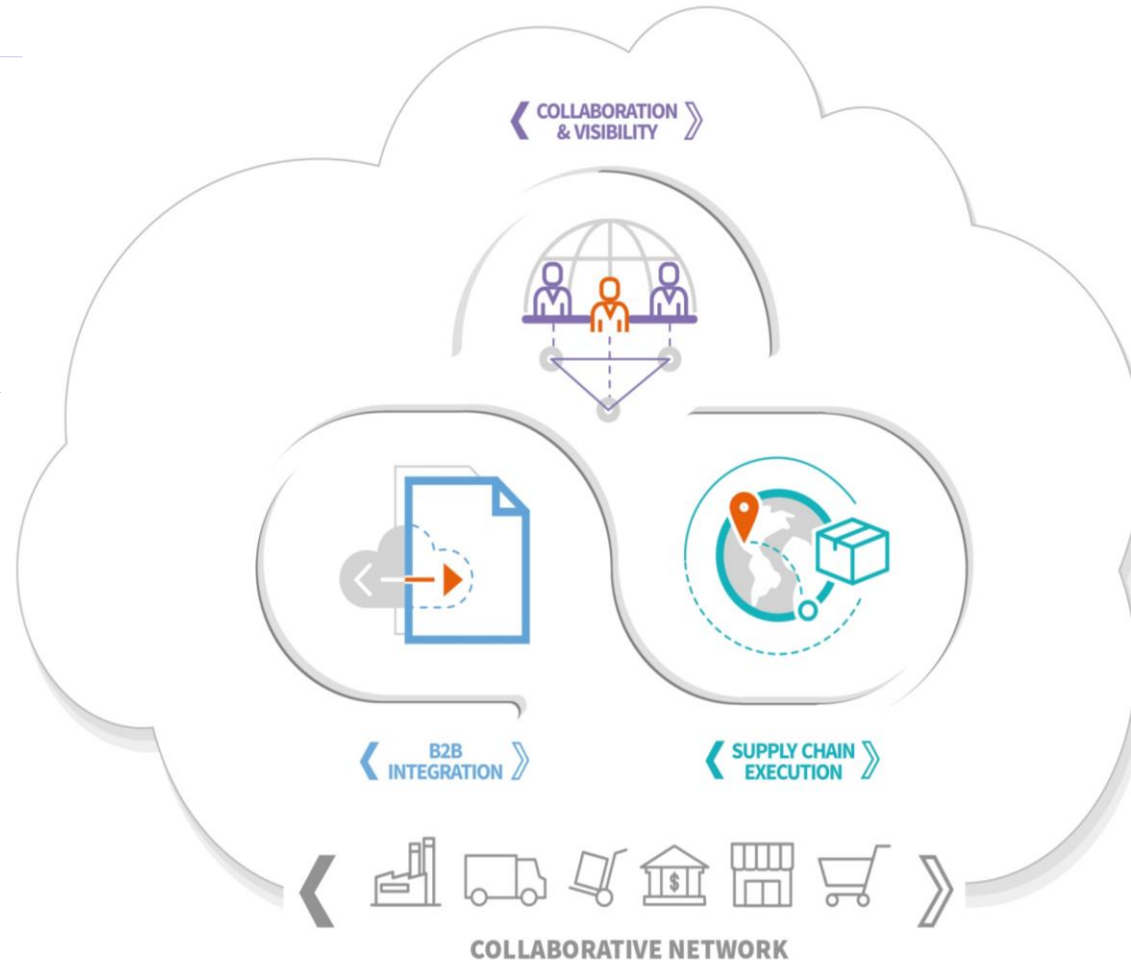 COLLABORATION
& VISIBILITY
B2B
INTEGRATION
SUPPLY CHAIN
EXECUTION
$
COLLABORATIVE NETWORK